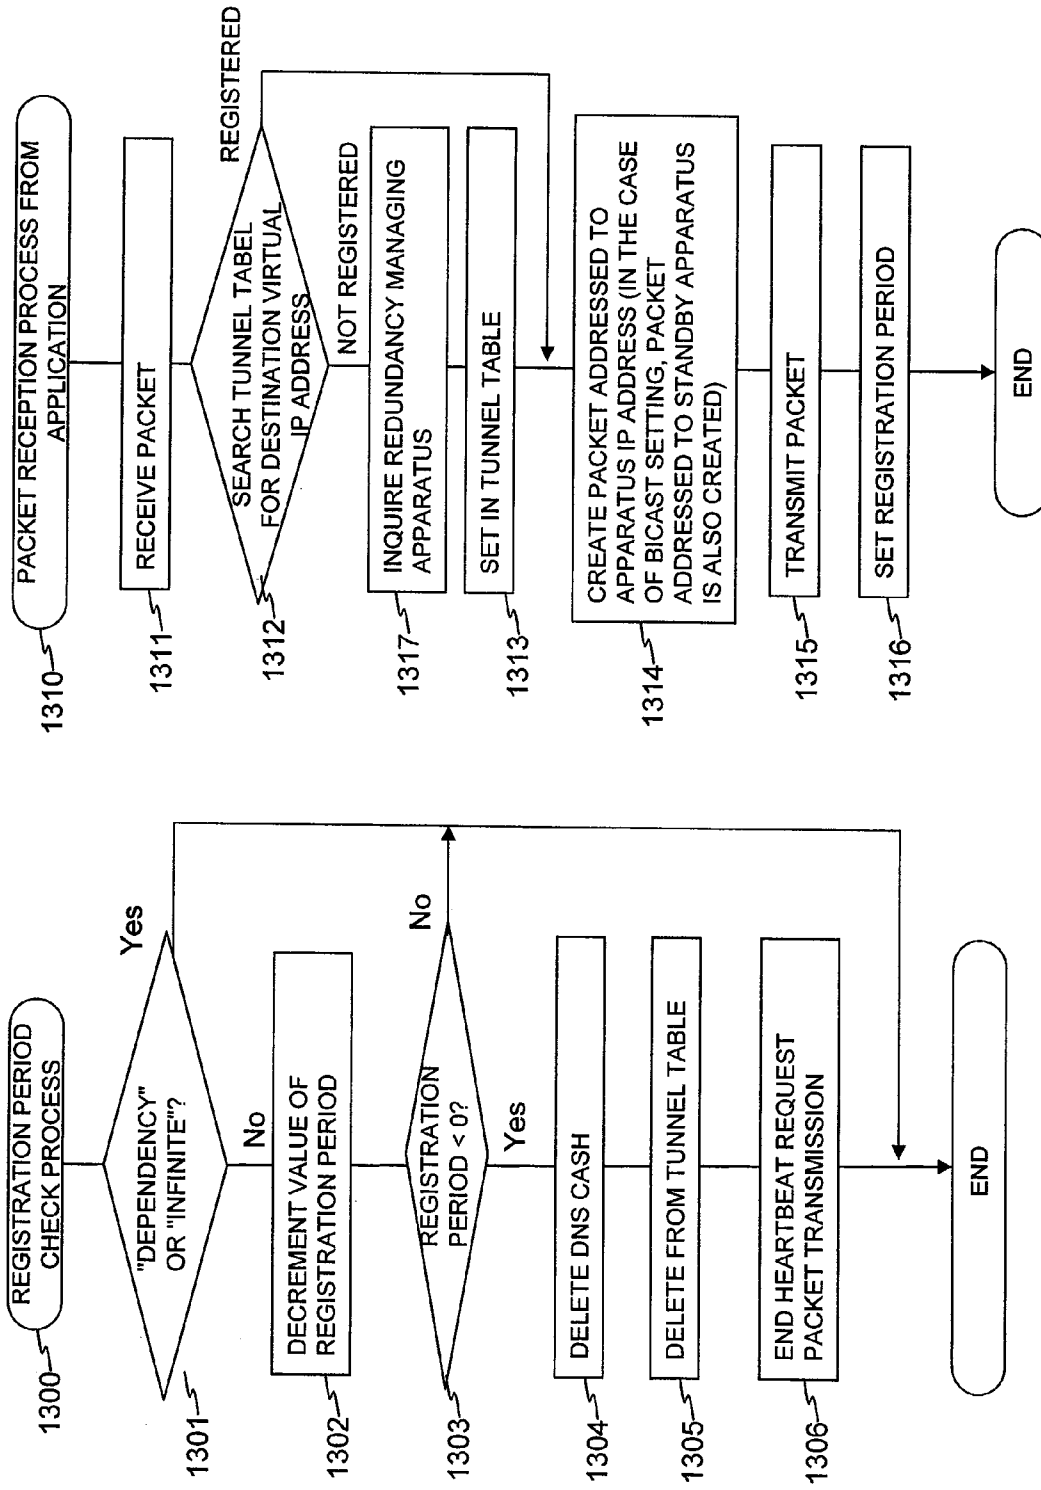 1300
REGISTRATION PERIOD
CHECK PROCESS
1301
"DEPENDENCY"
OR "INFINITE"?
Yes
No
1302
DECREMENT VALUE OF
REGISTRATION PERIOD
1303
REGISTRATION
PERIOD < 0?
No
Yes
1304
DELETE DNS CASH
1305
DELETE FROM TUNNEL TABLE
1306
END HEARTBEAT REQUEST
PACKET TRANSMISSION
END
1310
PACKET RECEPTION PROCESS FROM
APPLICATION
1311
RECEIVE PACKET
1312
SEARCH TUNNEL TABEL
FOR DESTINATION VIRTUAL
IP ADDRESS
REGISTERED
NOT REGISTERED
1317
INQUIRE REDUNDANCY MANAGING
APPARATUS
1313
SET IN TUNNEL TABLE
1314
CREATE PACKET ADDRESSED TO
APPARATUS IP ADDRESS (IN THE CASE
OF BICAST SETTING, PACKET
ADDRESSED TO STANDBY APPARATUS
IS ALSO CREATED)
1315
TRANSMIT PACKET
1316
SET REGISTRATION PERIOD
END